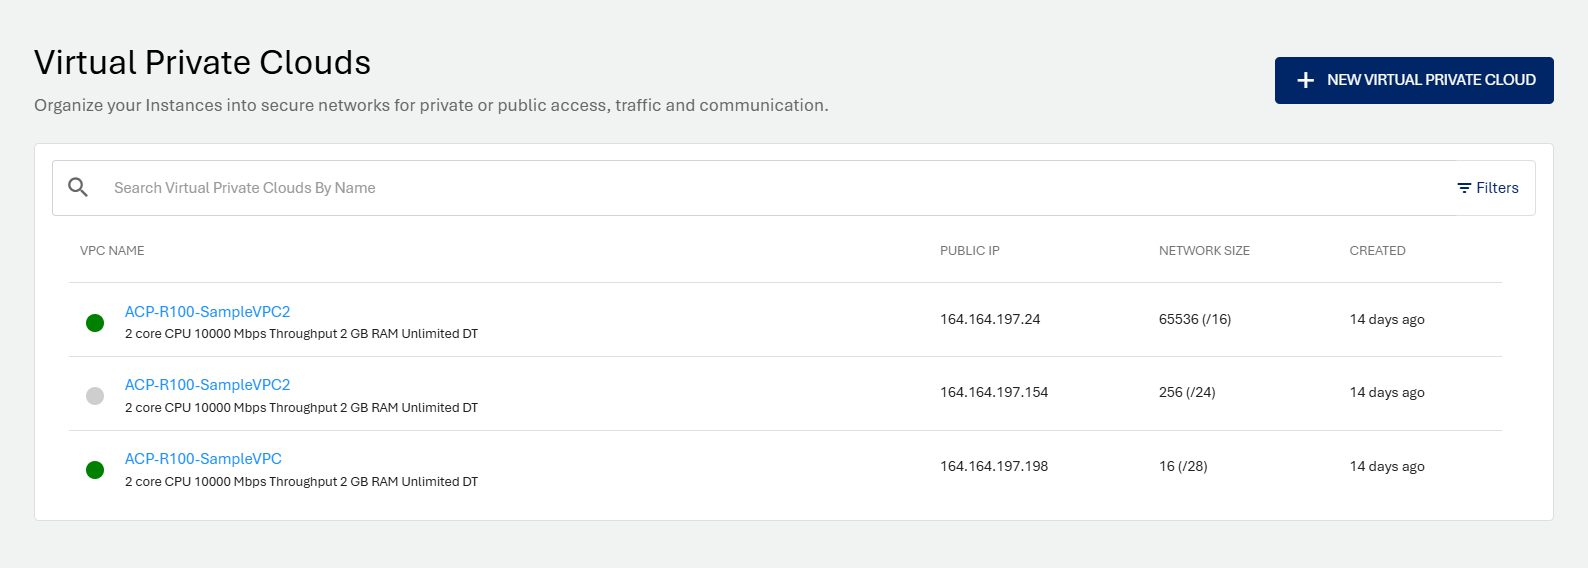 Virtual Private Clouds
Organize your Instances into secure networks for private or public access, traffic and communication.
NEW VIRTUAL PRIVATE CLOUD
Search Virtual Private Clouds By Name
Filters
VPC NAME PUBLIC IP NETWORK SIZE CREATED
ACP-R100-SampleVPC2
2 core CPU 10000 Mbps Throughput 2 GB RAM Unlimited DT
164.164.197.24 65536 (/16) 14 days ago
ACP-R100-SampleVPC2
2 core CPU 10000 Mbps Throughput 2 GB RAM Unlimited DT
164.164.197.154 256 (/24) 14 days ago
ACP-R100-SampleVPC
2 core CPU 10000 Mbps Throughput 2 GB RAM Unlimited DT
164.164.197.198 16 (/28) 14 days ago